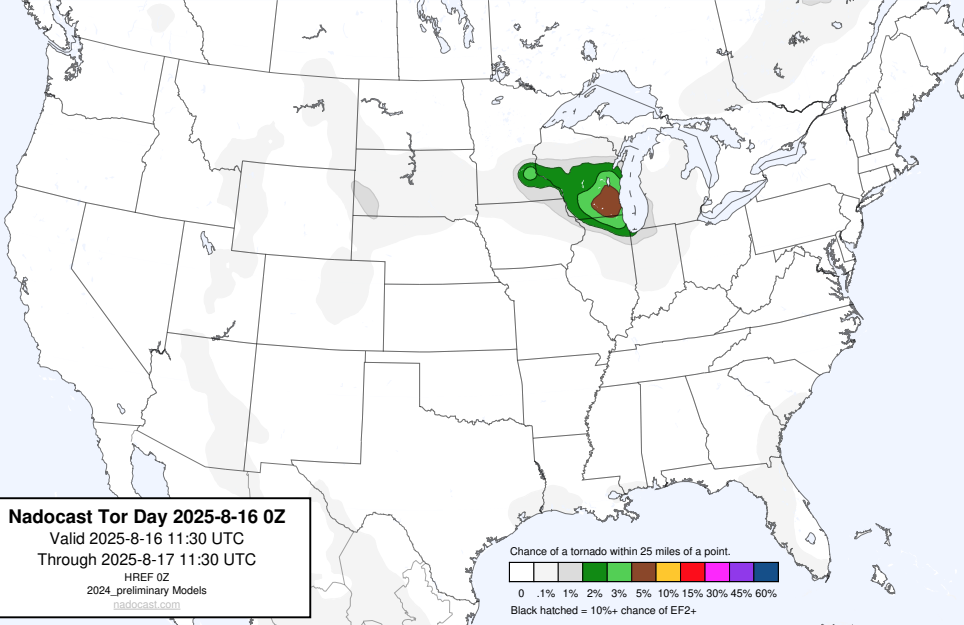 Nadocast Tor Day 2025-8-16 0Z
Valid 2025-8-16 11:30 UTC
Through 2025-8-17 11:30 UTC
HREF 0Z
2024_preliminary Models
nadocast.com
Chance of a tornado within 25 miles of a point.
0 .1% 1% 2% 3% 5% 10% 15% 30% 45% 60%
Black hatched = 10%+ chance of EF2+